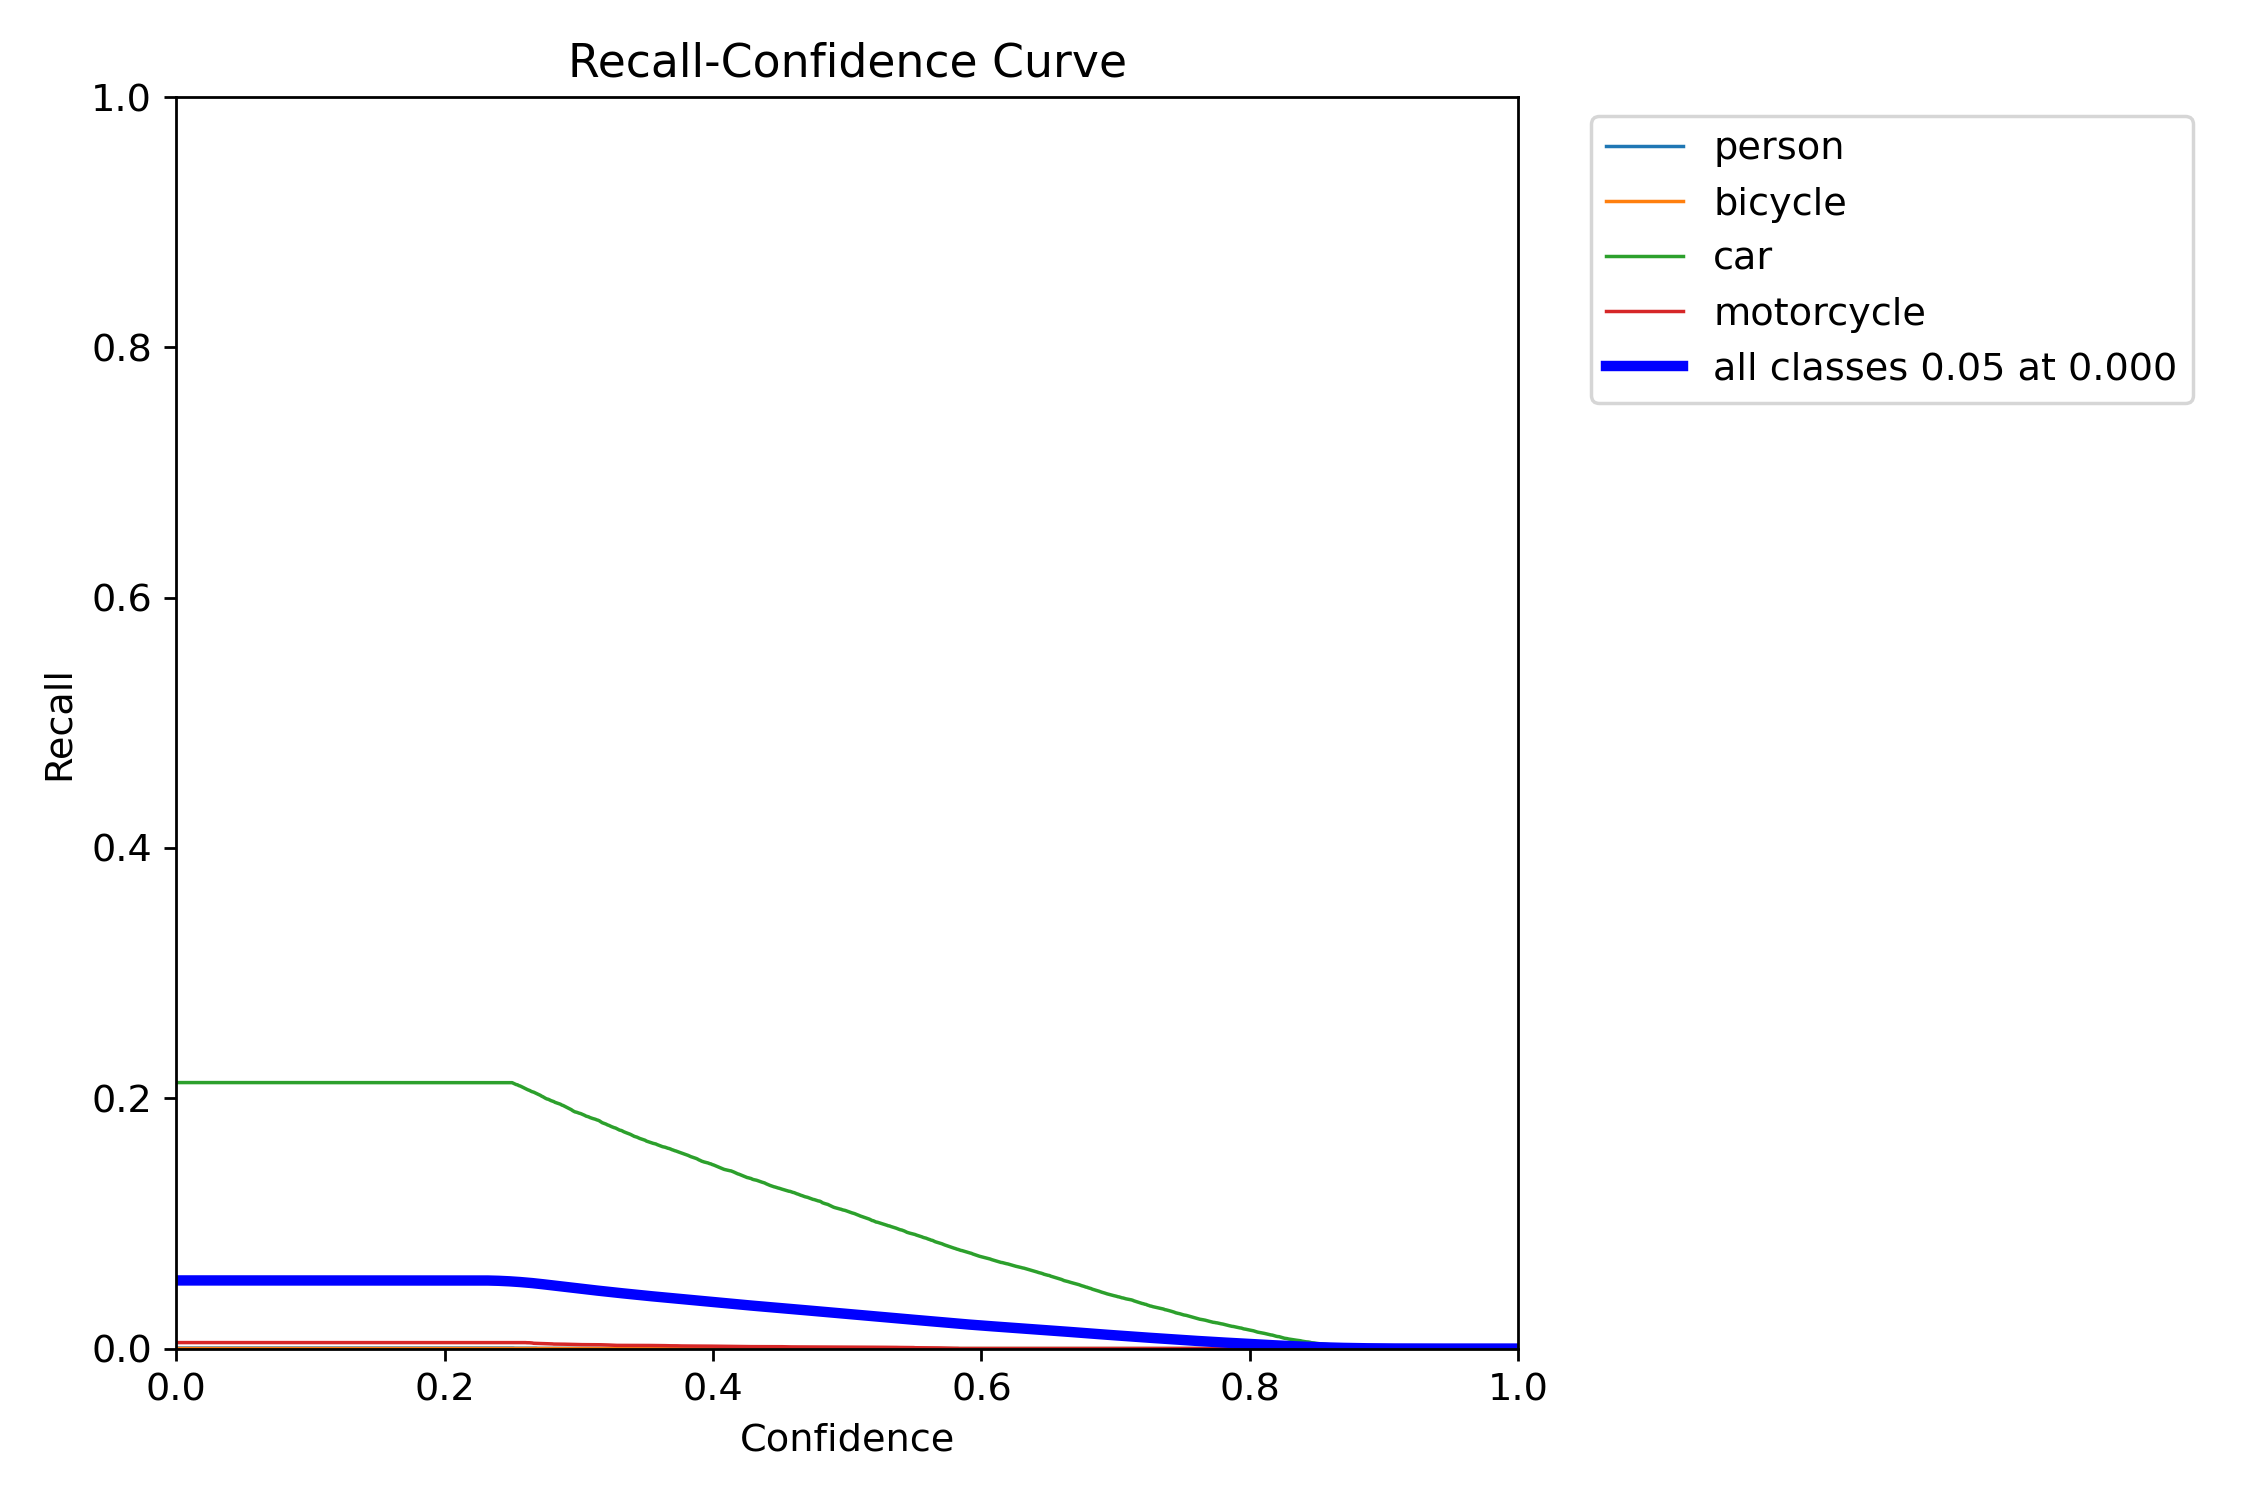 Recall-Confidence Curve
1.0
0.8
0.6
0.4
0.2
0.0
Recall
0.0 0.2 0.4 0.6 0.8 1.0
Confidence
person
bicycle
car
motorcycle
all classes 0.05 at 0.000